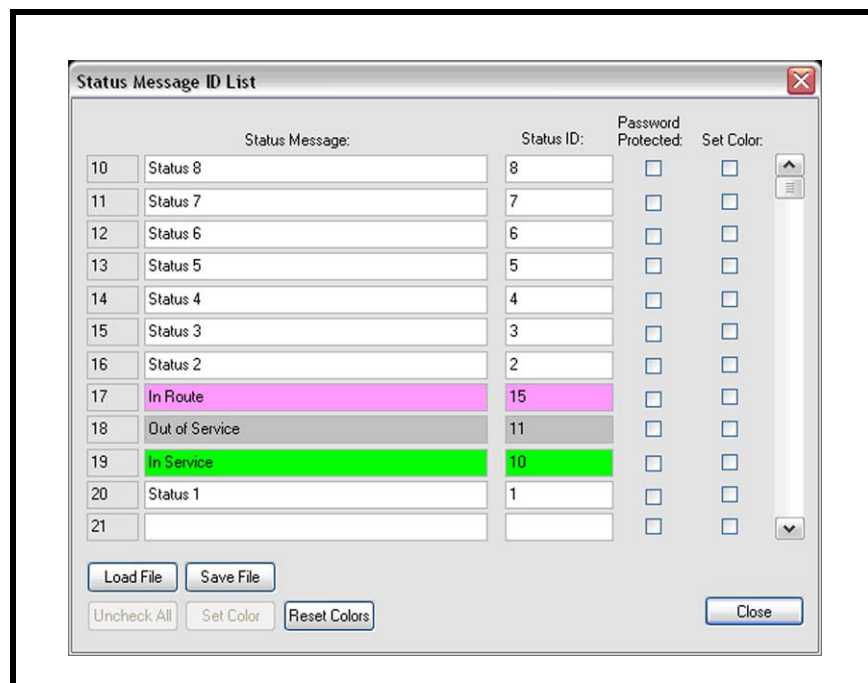 Status Message ID List
Status Message: Status ID: Password Protected: Set Color:
10 Status 8 8
11 Status 7 7
12 Status 6 6
13 Status 5 5
14 Status 4 4
15 Status 3 3
16 Status 2 2
17 In Route 15
18 Out of Service 11
19 In Service 10
20 Status 1 1
21
Load File Save File
Uncheck All Set Color Reset Colors Close